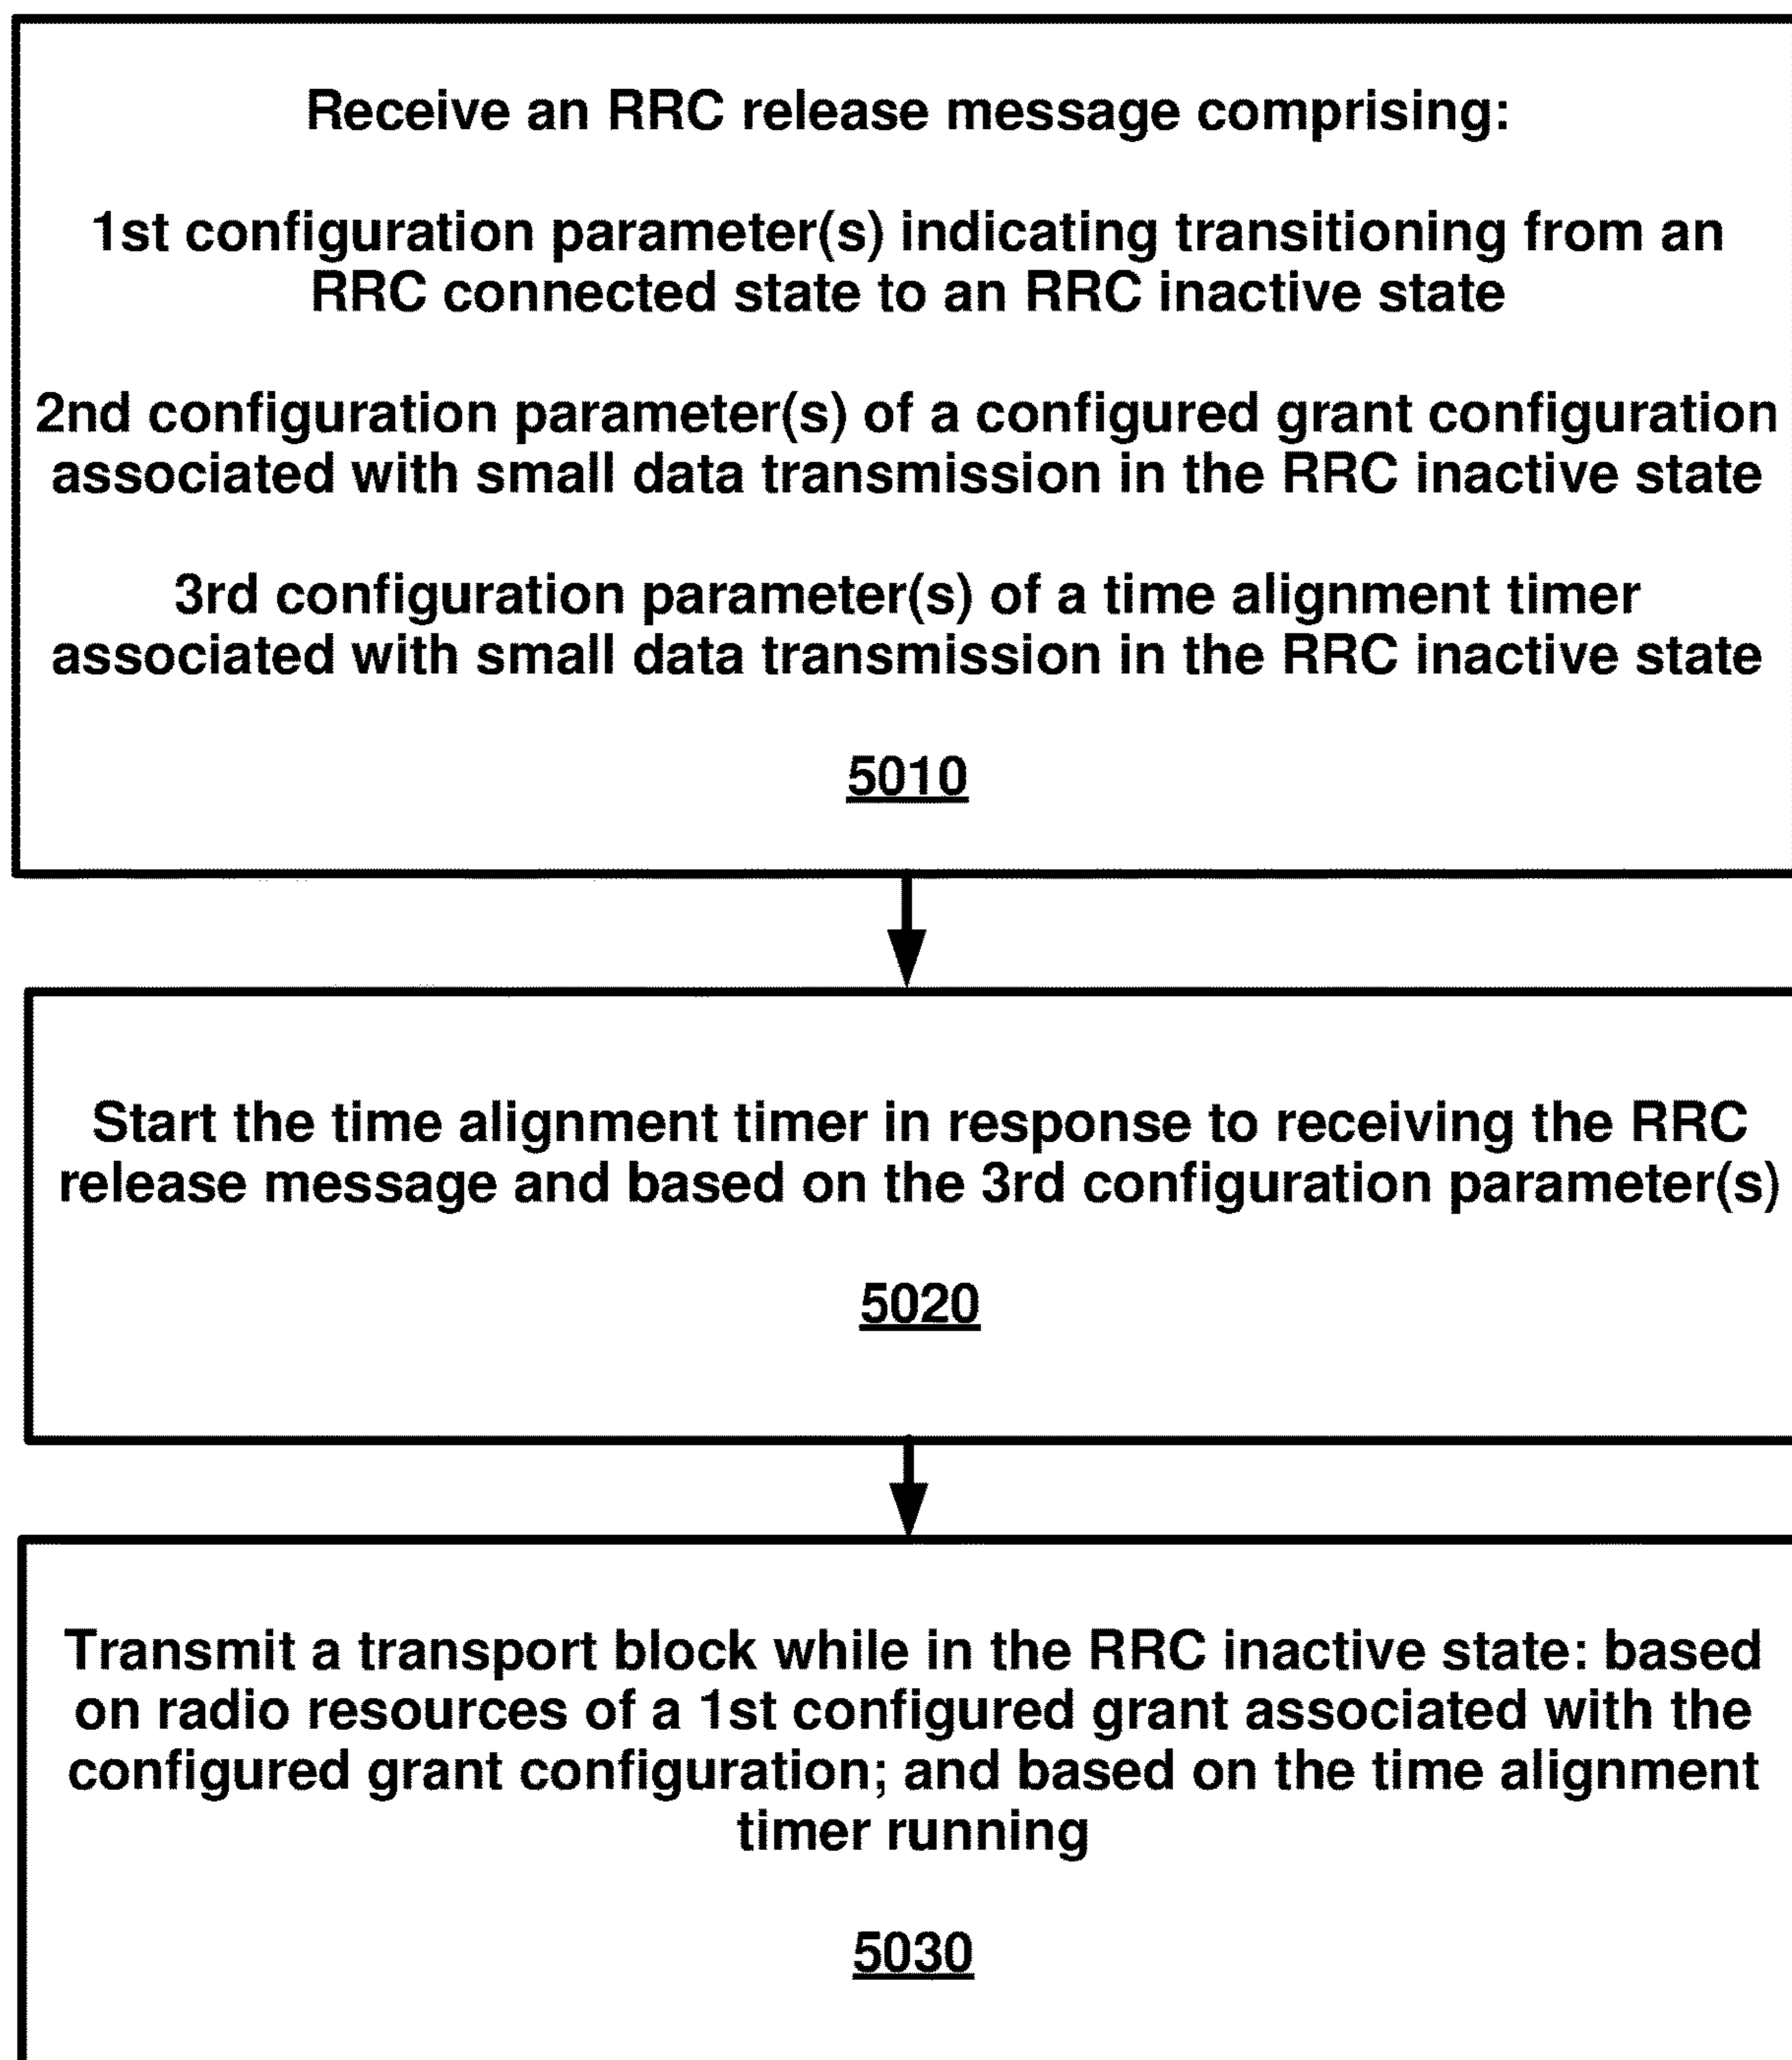 Receive an RRC release message comprising:
1st configuration parameter(s) indicating transitioning from an
RRC connected state to an RRC inactive state
2nd configuration parameter(s) of a configured grant configuration
associated with small data transmission in the RRC inactive state
3rd configuration parameter(s) of a time alignment timer
associated with small data transmission in the RRC inactive state
5010
Start the time alignment timer in response to receiving the RRC
release message and based on the 3rd configuration parameter(s)
5020
Transmit a transport block while in the RRC inactive state: based
on radio resources of a 1st configured grant associated with the
configured grant configuration; and based on the time alignment
timer running
5030